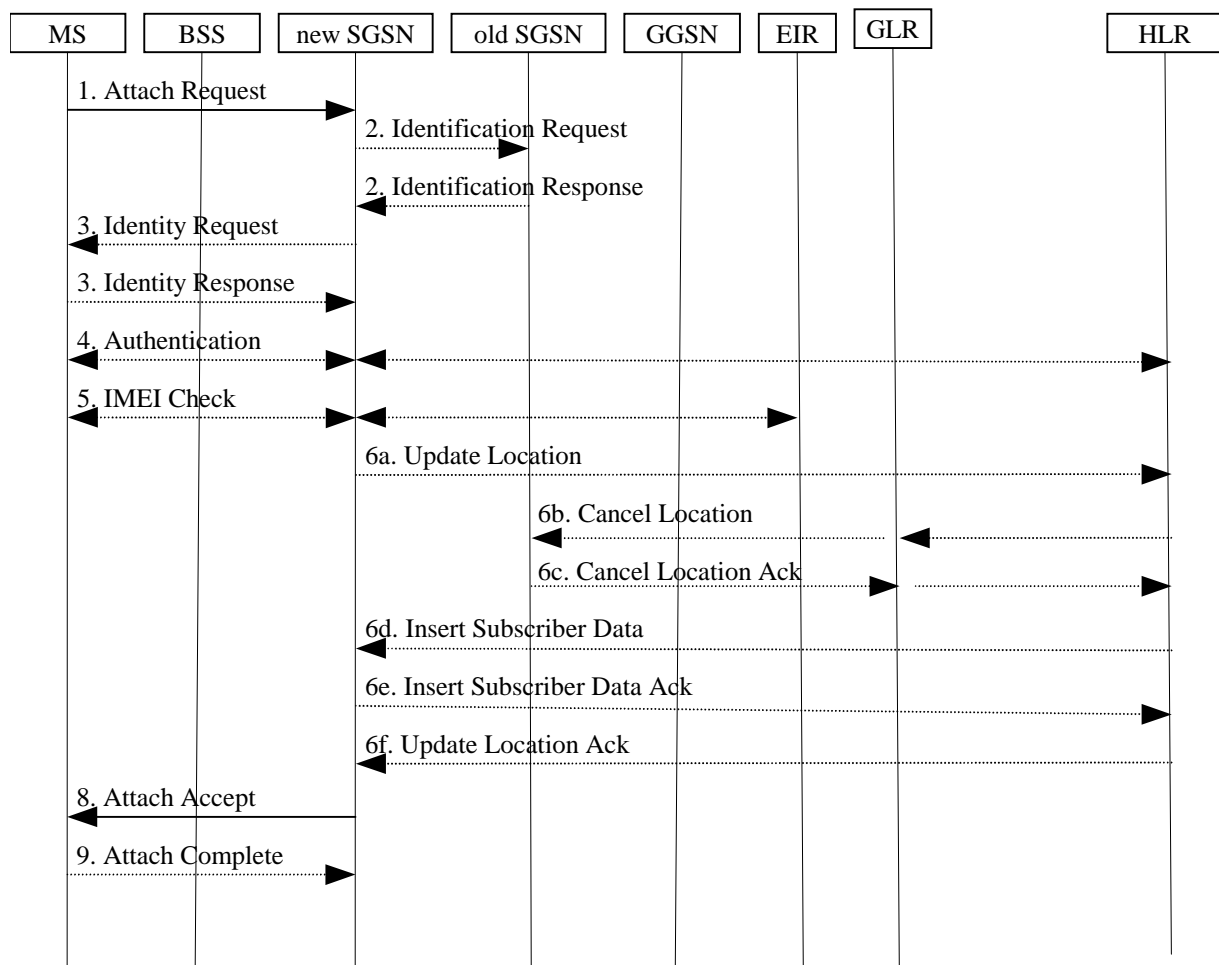 MS
BSS
new SGSN
old SGSN
GGSN
EIR
GLR
HLR
1. Attach Request
2. Identification Request
2. Identification Response
3. Identity Request
3. Identity Response
4. Authentication
5. IMEI Check
6a. Update Location
6b. Cancel Location
6c. Cancel Location Ack
6d. Insert Subscriber Data
6e. Insert Subscriber Data Ack
6f. Update Location Ack
8. Attach Accept
9. Attach Complete